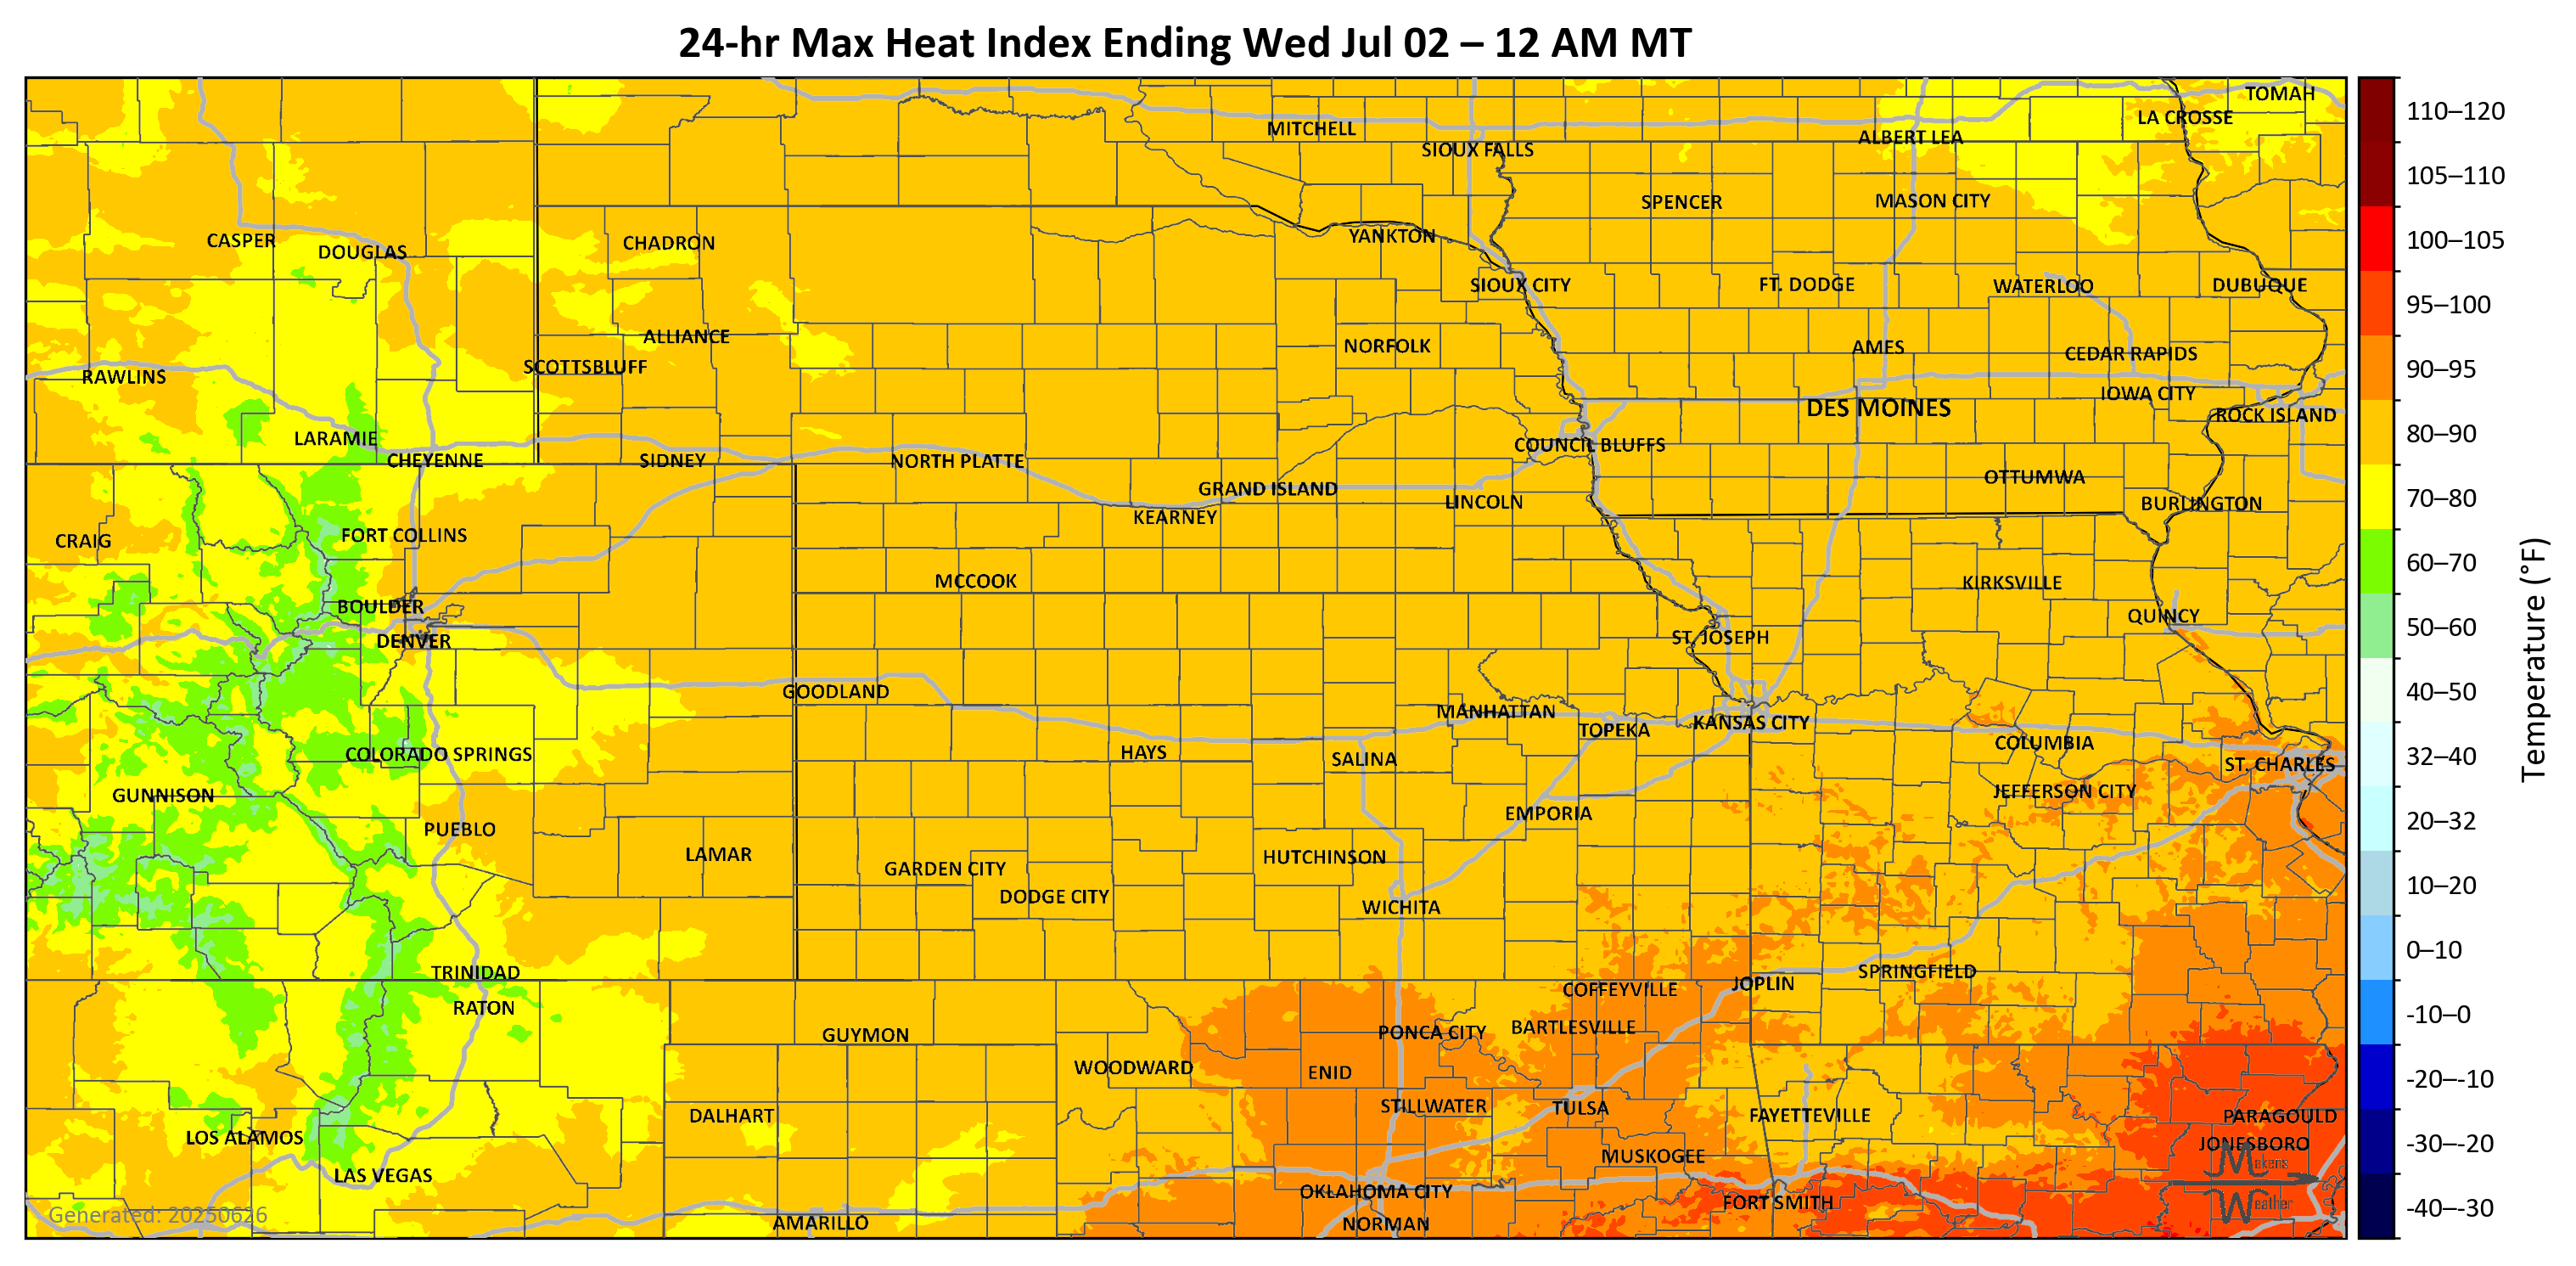 24-hr Max Heat Index Ending Wed Jul 02 – 12 AM MT
TOMAH
LA CROSSE
MITCHELL
ALBERT LEA
SIOUX FALLS
SPENCER
MASON CITY
YANKTON
CASPER
CHADRON
DOUGLAS
SIOUX CITY
FT. DODGE
WATERLOO
DUBUQUE
ALLIANCE
NORFOLK
AMES
CEDAR RAPIDS
SCOTTSBLUFF
RAWLINS
IOWA CITY
DES MOINES
ROCK ISLAND
LARAMIE
COUNCIL BLUFFS
CHEYENNE
SIDNEY
NORTH PLATTE
OTTUMWA
GRAND ISLAND
LINCOLN
BURLINGTON
KEARNEY
FORT COLLINS
CRAIG
MCCOOK
KIRKSVILLE
BOULDER
QUINCY
DENVER
ST. JOSEPH
GOODLAND
MANHATTAN
KANSAS CITY
TOPEKA
COLUMBIA
COLORADO SPRINGS
HAYS
SALINA
ST. CHARLES
GUNNISON
JEFFERSON CITY
EMPORIA
PUEBLO
LAMAR
HUTCHINSON
GARDEN CITY
DODGE CITY
WICHITA
TRINIDAD
SPRINGFIELD
JOPLIN
COFFEYVILLE
RATON
BARTLESVILLE
PONCA CITY
GUYMON
WOODWARD
ENID
STILLWATER
TULSA
DALHART
FAYETTEVILLE
PARAGOULD
LOS ALAMOS
JONESBORO
MUSKOGEE
LAS VEGAS
OKLAHOMA CITY
FORT SMITH
AMARILLO
NORMAN
Generated: 20250626
Makens
Weather
110–120
105–110
100–105
95–100
90–95
80–90
70–80
60–70
50–60
40–50
32–40
20–32
10–20
0–10
-10–0
-20–-10
-30–-20
-40–-30
Temperature (°F)